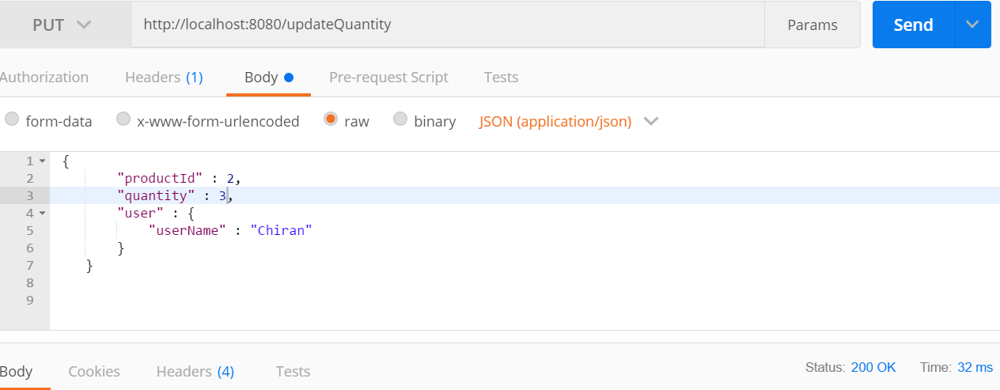 PUT http://localhost:8080/updateQuantity Params Send
Authorization Headers (1) Body Pre-request Script Tests
form-data x-www-form-urlencoded raw binary JSON (application/json)
1 {
2 "productId" : 2,
3 "quantity" : 3,
4 "user" : {
5 "userName" : "Chiran"
6 }
7 }
8
9
Body Cookies Headers (4) Tests Status: 200 OK Time: 32 ms